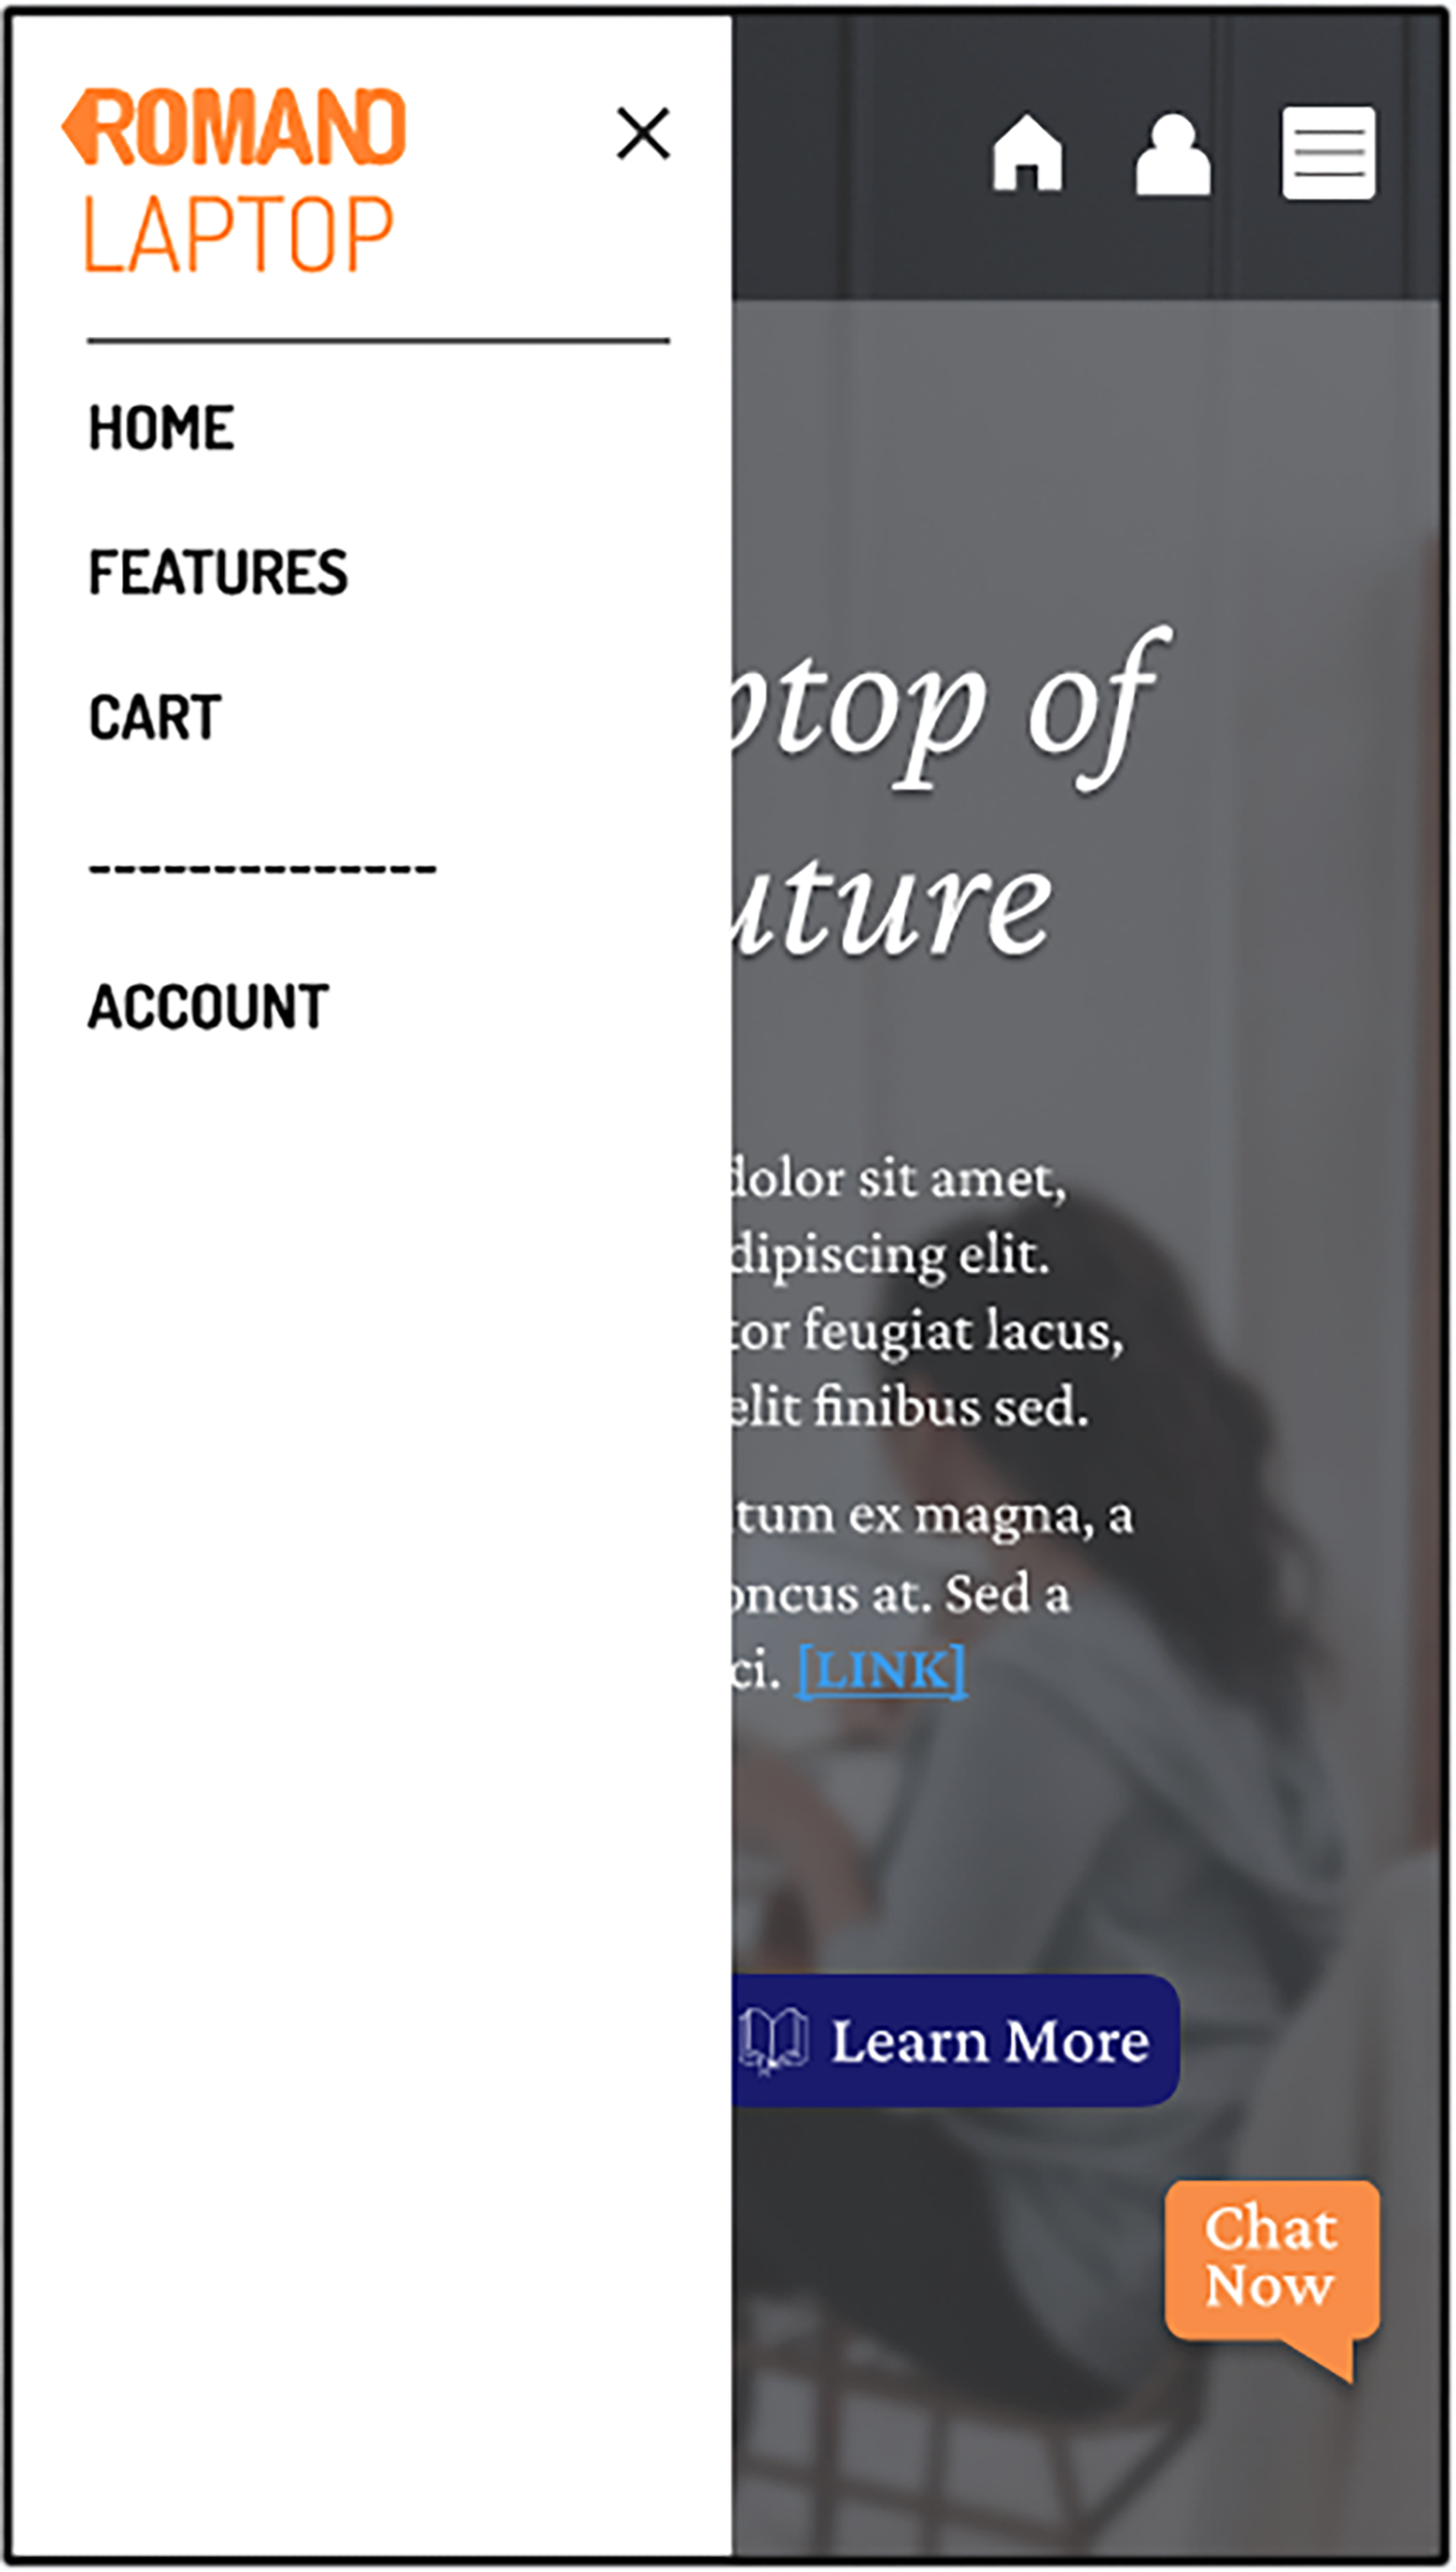 ROMANO
LAPTOP
HOME
FEATURES
CART
--------------
ACCOUNT
ptop of
uture
dolor sit amet,
dipiscing elit.
tor feugiat lacus,
elit finibus sed.
tum ex magna, a
oncus at. Sed a
ci. [LINK]
Learn More
Chat
Now